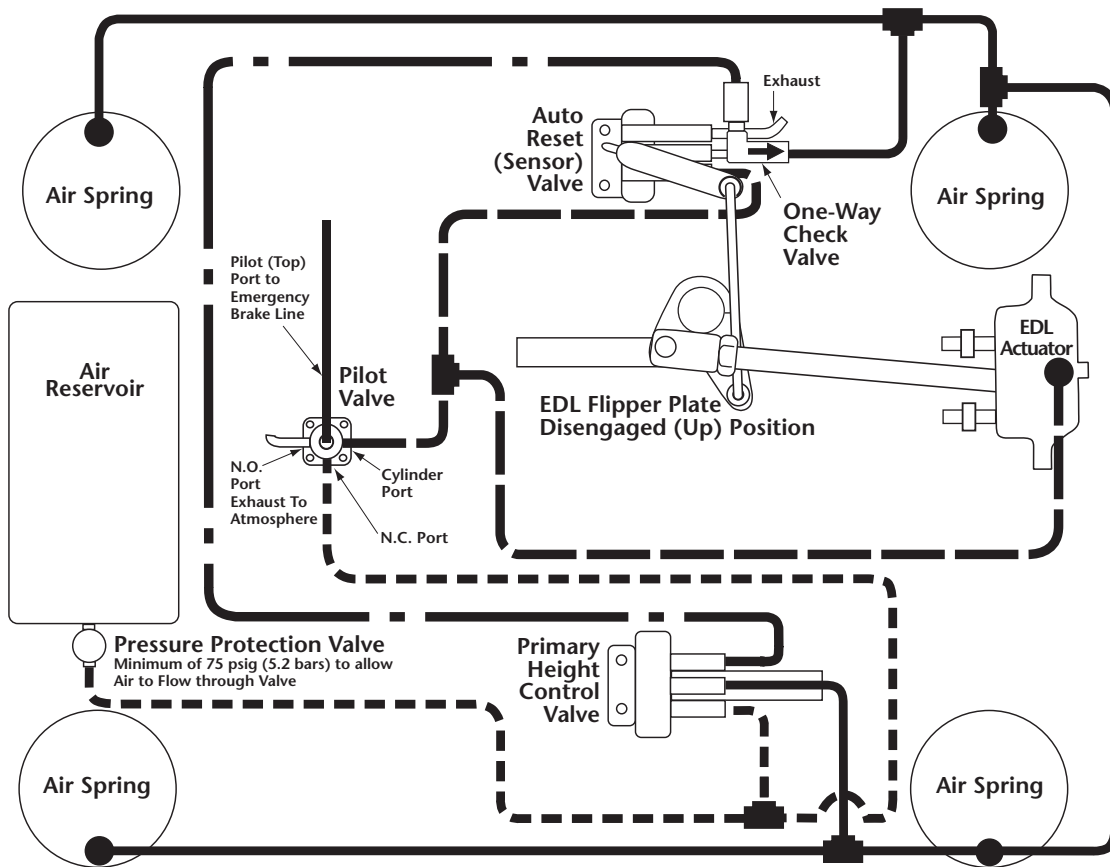 Exhaust
Auto
Reset
(Sensor)
Valve
Air Spring
Air Spring
One-Way
Check
Valve
Pilot (Top)
Port to
Emergency
Brake Line
EDL
Actuator
Air
Reservoir
Pilot
Valve
EDL Flipper Plate
Disengaged (Up) Position
N.O.
Port
Exhaust To
Atmosphere
Cylinder
Port
N.C. Port
Pressure Protection Valve
Minimum of 75 psig (5.2 bars) to allow
Air to Flow through Valve
Primary
Height
Control
Valve
Air Spring
Air Spring